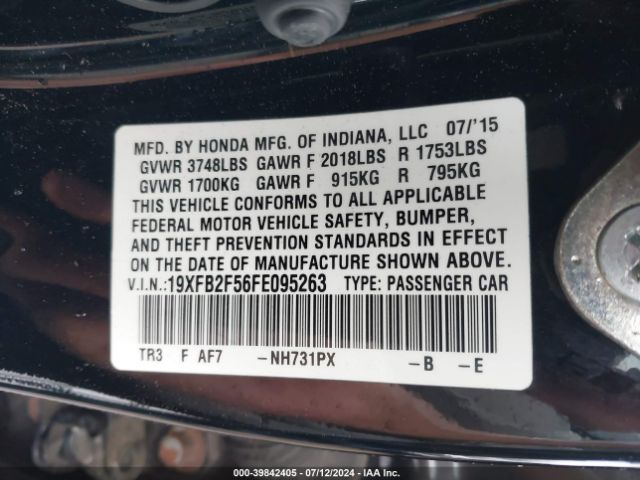 MFD. BY HONDA MFG. OF INDIANA, LLC 07/'15
GVWR 3748LBS GAWR F 2018LBS R 1753LBS
GVWR 1700KG GAWR F 915KG R 795KG
THIS VEHICLE CONFORMS TO ALL APPLICABLE
FEDERAL MOTOR VEHICLE SAFETY, BUMPER,
AND THEFT PREVENTION STANDARDS IN EFFECT
ON THE DATE OF MANUFACTURE SHOWN ABOVE.
V.I.N.:19XFB2F56FE095263 TYPE: PASSENGER CAR
TR3 F AF7 -NH731PX -B -E
000-39842405 - 07/12/2024 - IAA Inc.